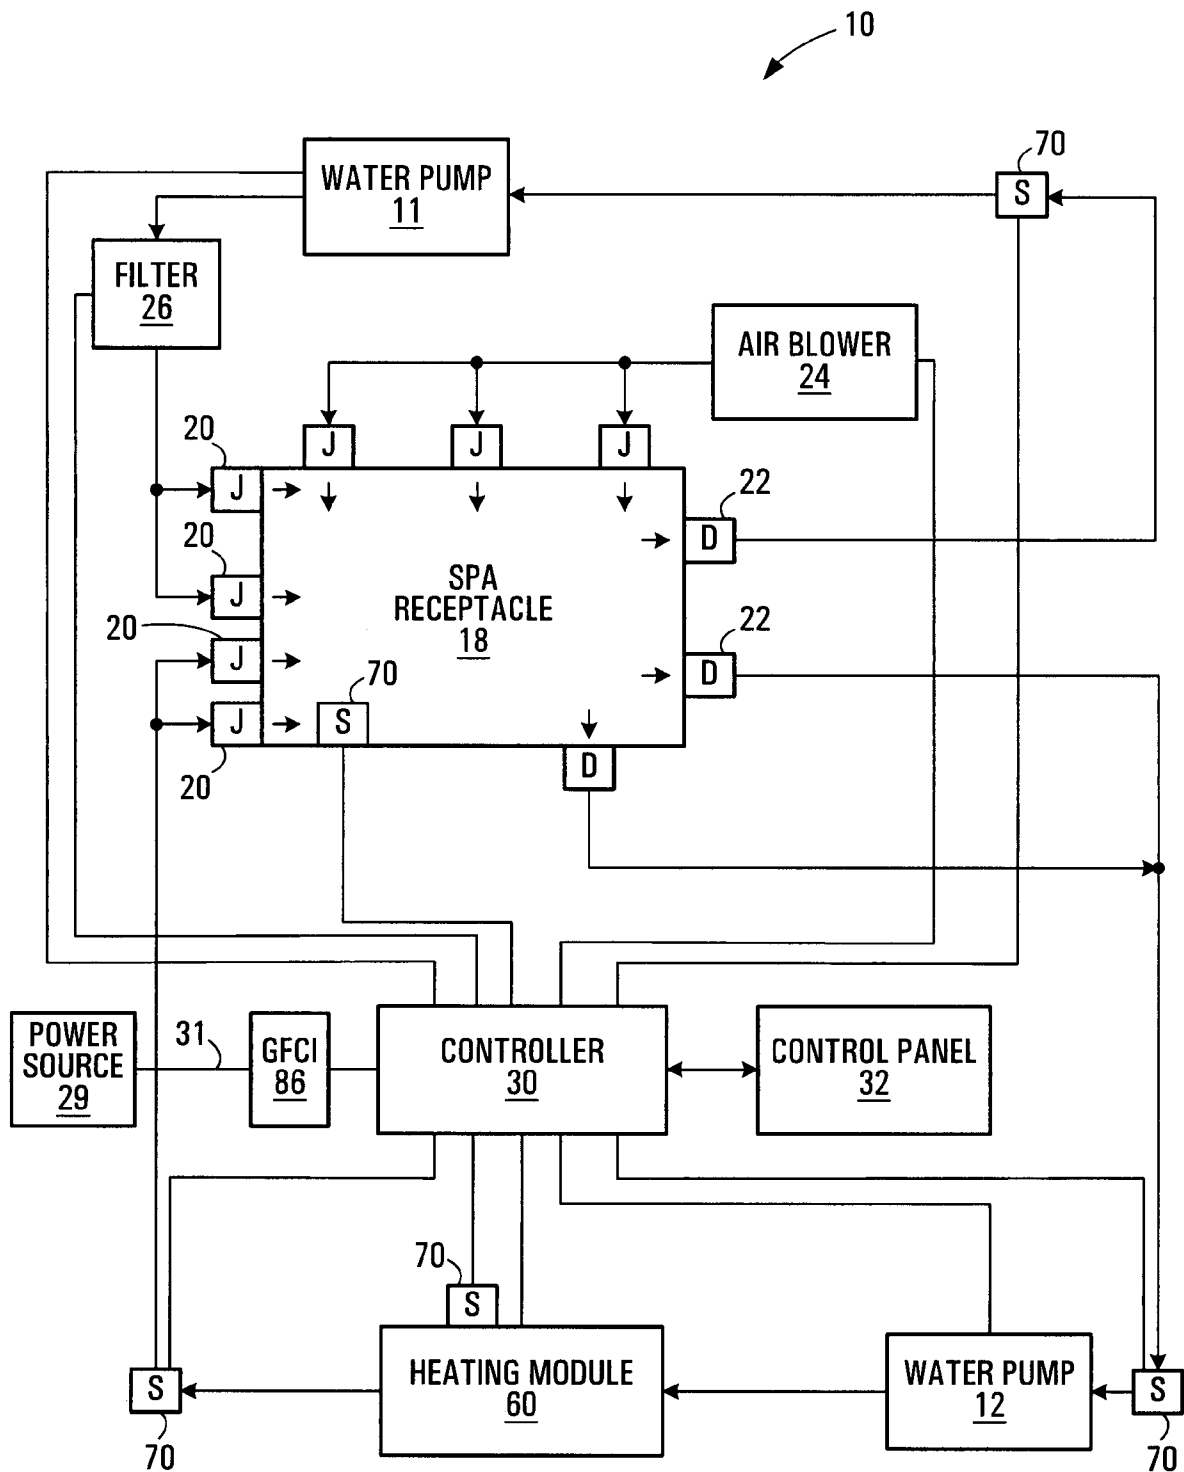 10
70
S
WATER PUMP
11
FILTER
26
AIR BLOWER
24
20
J
J
J
J
22
D
20
J
SPA
RECEPTACLE
18
20
J
22
D
70
S
J
20
D
POWER
SOURCE
29
31
GFCI
86
CONTROLLER
30
CONTROL PANEL
32
70
S
HEATING MODULE
60
WATER PUMP
12
S
70
S
70